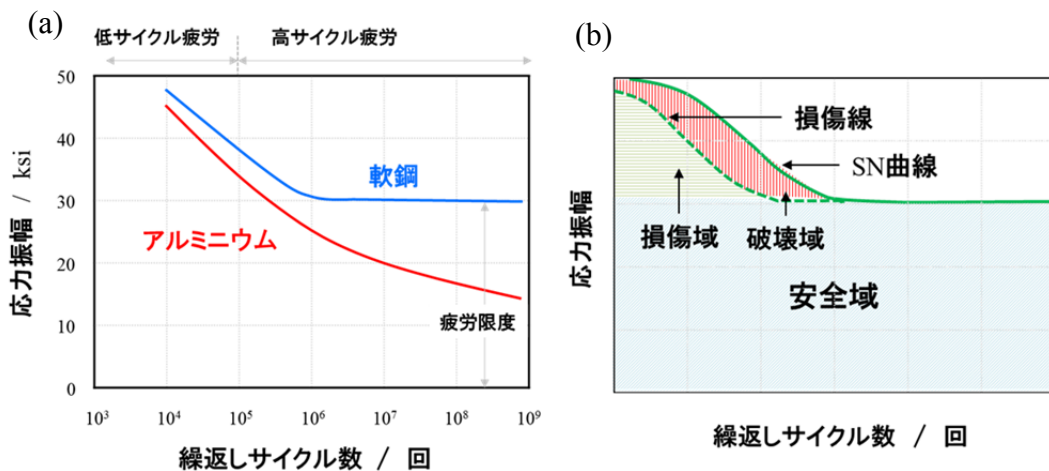 (a)
低サイクル疲労
高サイクル疲労
50
40
30
20
10
0
応力振幅 / ksi
軟鋼
アルミニウム
疲労限度
10³
10⁴
10⁵
10⁶
10⁷
10⁸
10⁹
繰返しサイクル数 / 回
(b)
損傷線
SN曲線
損傷域
破壊域
安全域
応力振幅
繰返しサイクル数 / 回